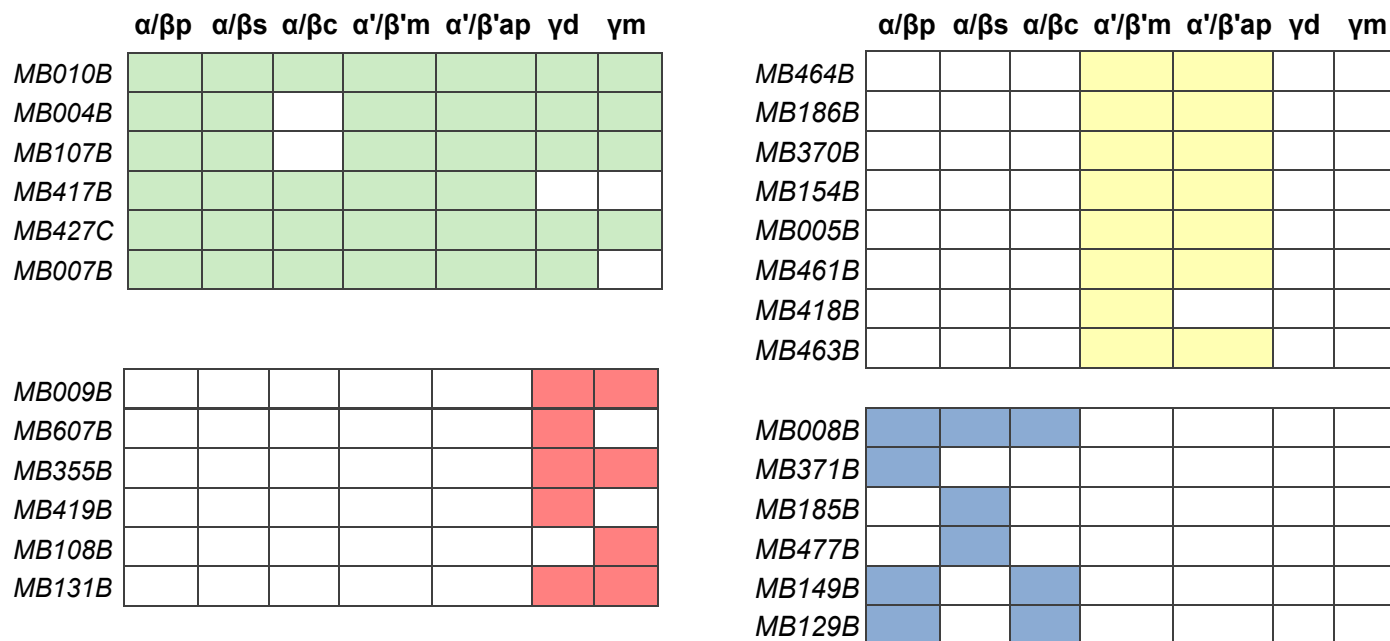 α/βp α/βs α/βc α'/β'm α'/β'ap γd γm
MB010B
MB004B
MB107B
MB417B
MB427C
MB007B
MB009B
MB607B
MB355B
MB419B
MB108B
MB131B
α/βp α/βs α/βc α'/β'm α'/β'ap γd γm
MB464B
MB186B
MB370B
MB154B
MB005B
MB461B
MB418B
MB463B
MB008B
MB371B
MB185B
MB477B
MB149B
MB129B